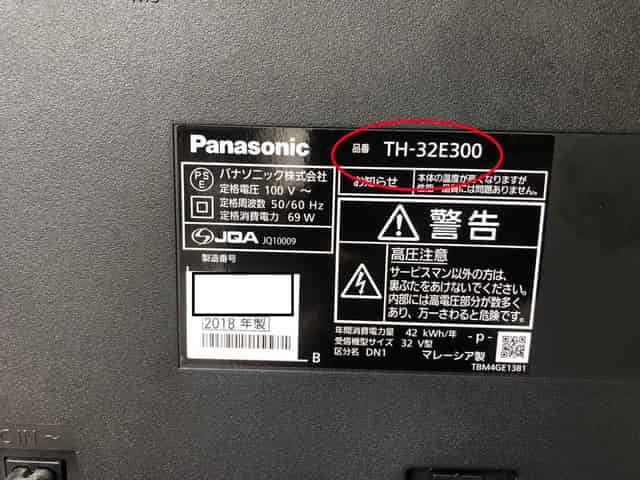 Panasonic
品番 TH-32E300
PS
E
パナソニック株式会社
定格電圧 100 V ～
定格周波数 50/60 Hz
定格消費電力 69 W
JQA JQ10009
製造番号
2018 年製
B
お知らせ
本体の温度が高くなりますが
性能・品質には問題ありません。
警告
高圧注意
サービスマン以外の方は、
裏ぶたをあけないでください。
内部には高電圧部分が数多く
あり、万一さわると危険です。
年間消費電力量 42 kWh/年
受信機型サイズ 32 V型
区分名 DN1
-p-
マレーシア製
TBM4GE1381
C IN ～